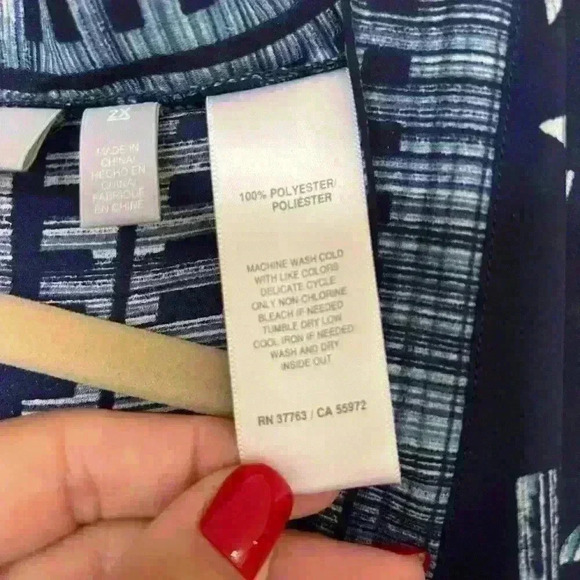 2X
MADE IN
CHINA/
HECHO EN
CHINA/
FABRIQUÉ
EN CHINE
100% POLYESTER/
POLIÉSTER
MACHINE WASH COLD
WITH LIKE COLORS
DELICATE CYCLE
ONLY NON CHLORINE
BLEACH IF NEEDED
TUMBLE DRY LOW
COOL IRON IF NEEDED
WASH AND DRY
INSIDE OUT
RN 37763 / CA 55972